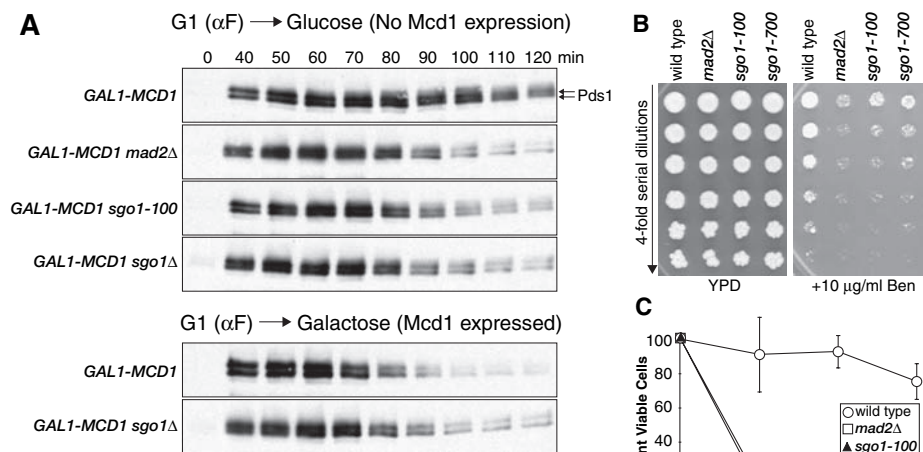 A
G1 (αF) → Glucose (No Mcd1 expression)
0 40 50 60 70 80 90 100 110 120 min
GAL1-MCD1
Pds1
GAL1-MCD1 mad2Δ
GAL1-MCD1 sgo1-100
GAL1-MCD1 sgo1Δ
G1 (αF) → Galactose (Mcd1 expressed)
GAL1-MCD1
GAL1-MCD1 sgo1Δ
B
wild type mad2Δ sgo1-100 sgo1-700 wild type mad2Δ sgo1-100 sgo1-700
4-fold serial dilutions
YPD +10 μg/ml Ben
C
100
80
60
40
nt Viable Cells
wild type
mad2Δ
sgo1-100